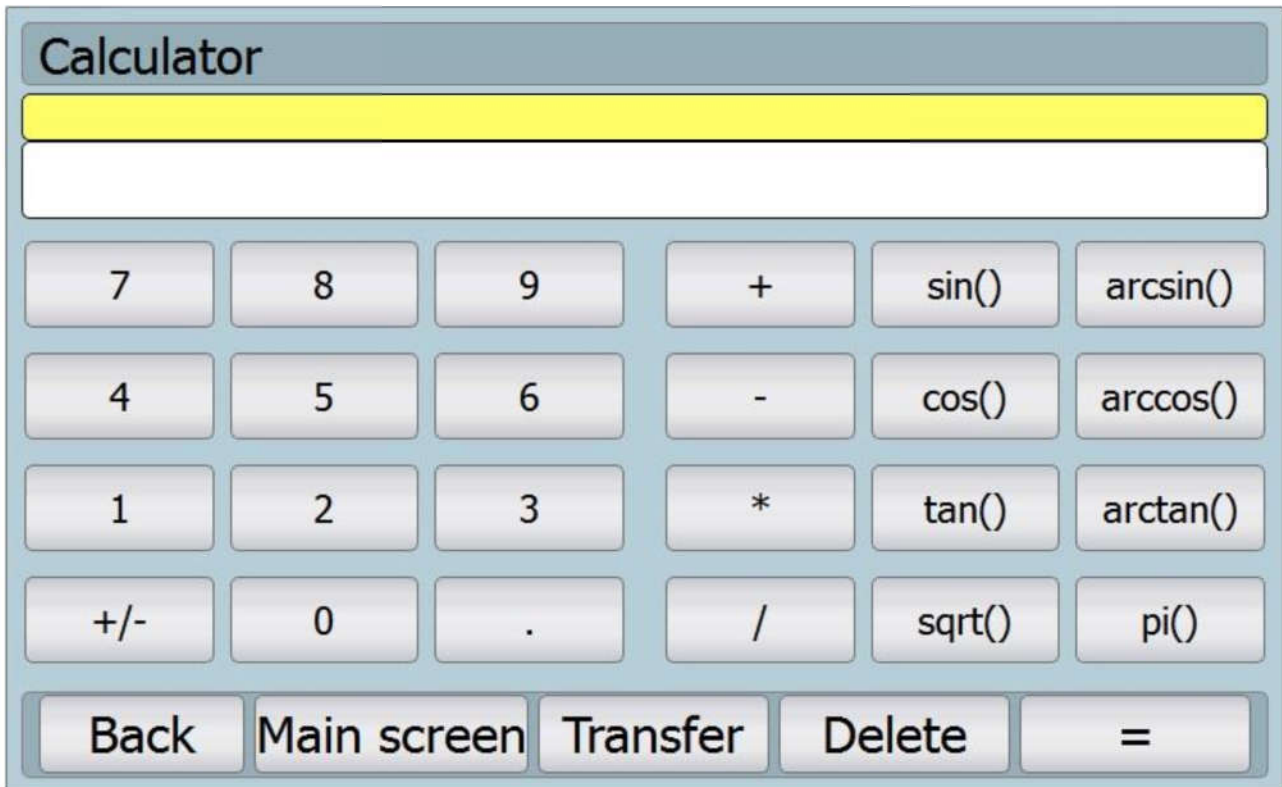 Calculator
7 8 9 + sin() arcsin()
4 5 6 - cos() arccos()
1 2 3 * tan() arctan()
+/- 0 . / sqrt() pi()
Back Main screen Transfer Delete =